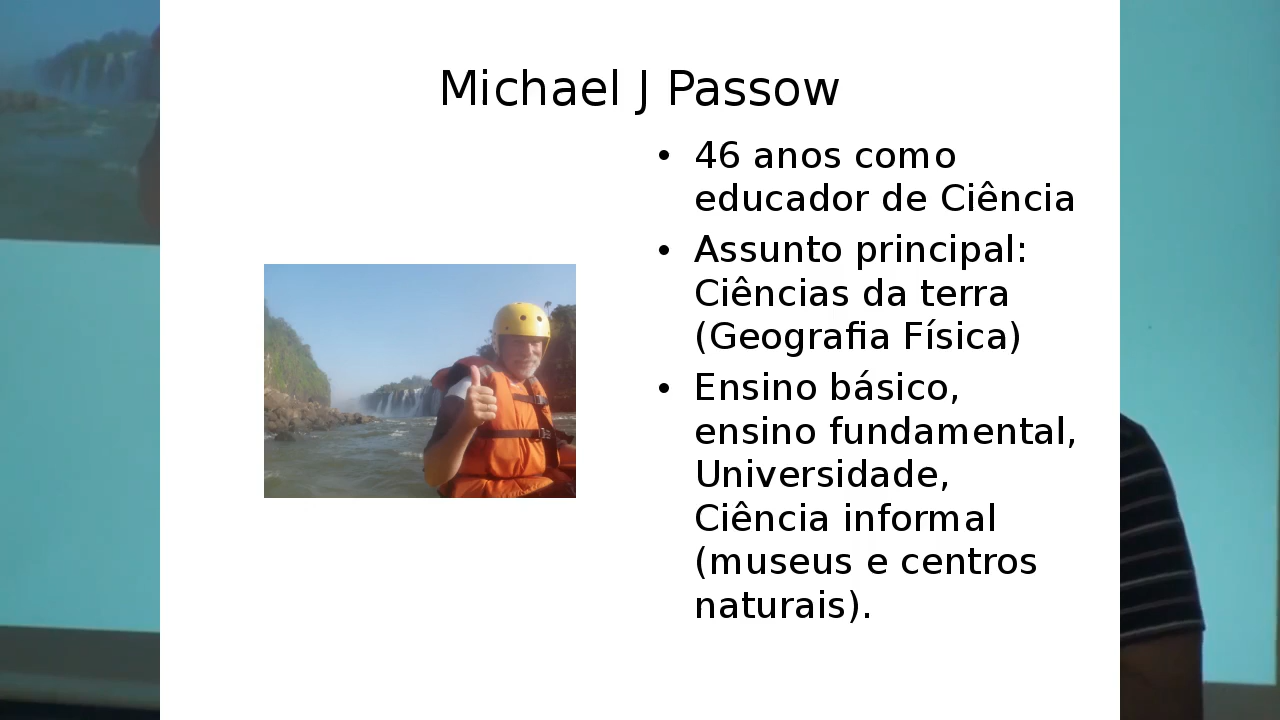 Michael J Passow
• 46 anos como
educador de Ciência
• Assunto principal:
Ciências da terra
(Geografia Física)
• Ensino básico,
ensino fundamental,
Universidade,
Ciência informal
(museus e centros
naturais).